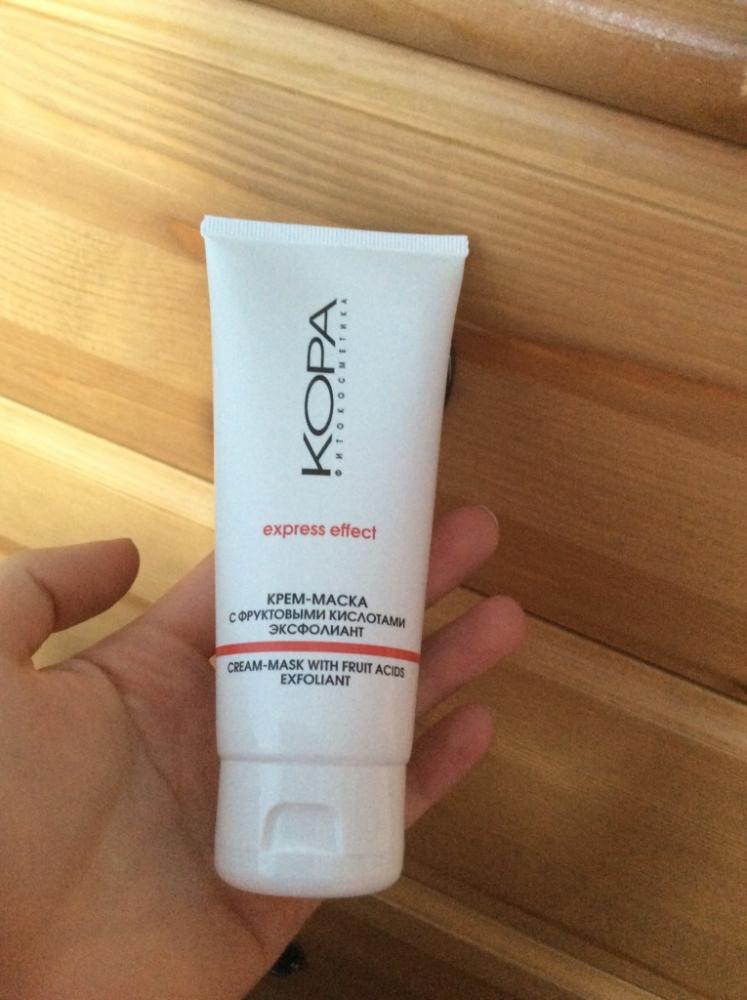 КОРА
ФИТОКОСМЕТИКА
express effect
КРЕМ-МАСКА
С ФРУКТОВЫМИ КИСЛОТАМИ
ЭКСФОЛИАНТ
CREAM-MASK WITH FRUIT ACIDS
EXFOLIANT